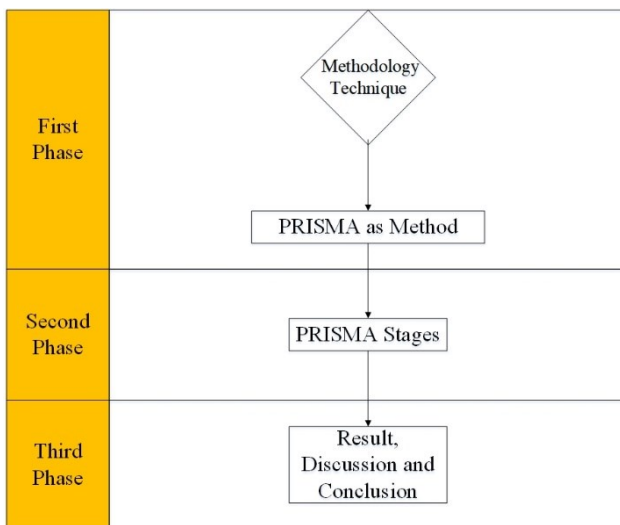 First
Phase
Methodology
Technique
PRISMA as Method
Second
Phase
PRISMA Stages
Third
Phase
Result,
Discussion and
Conclusion